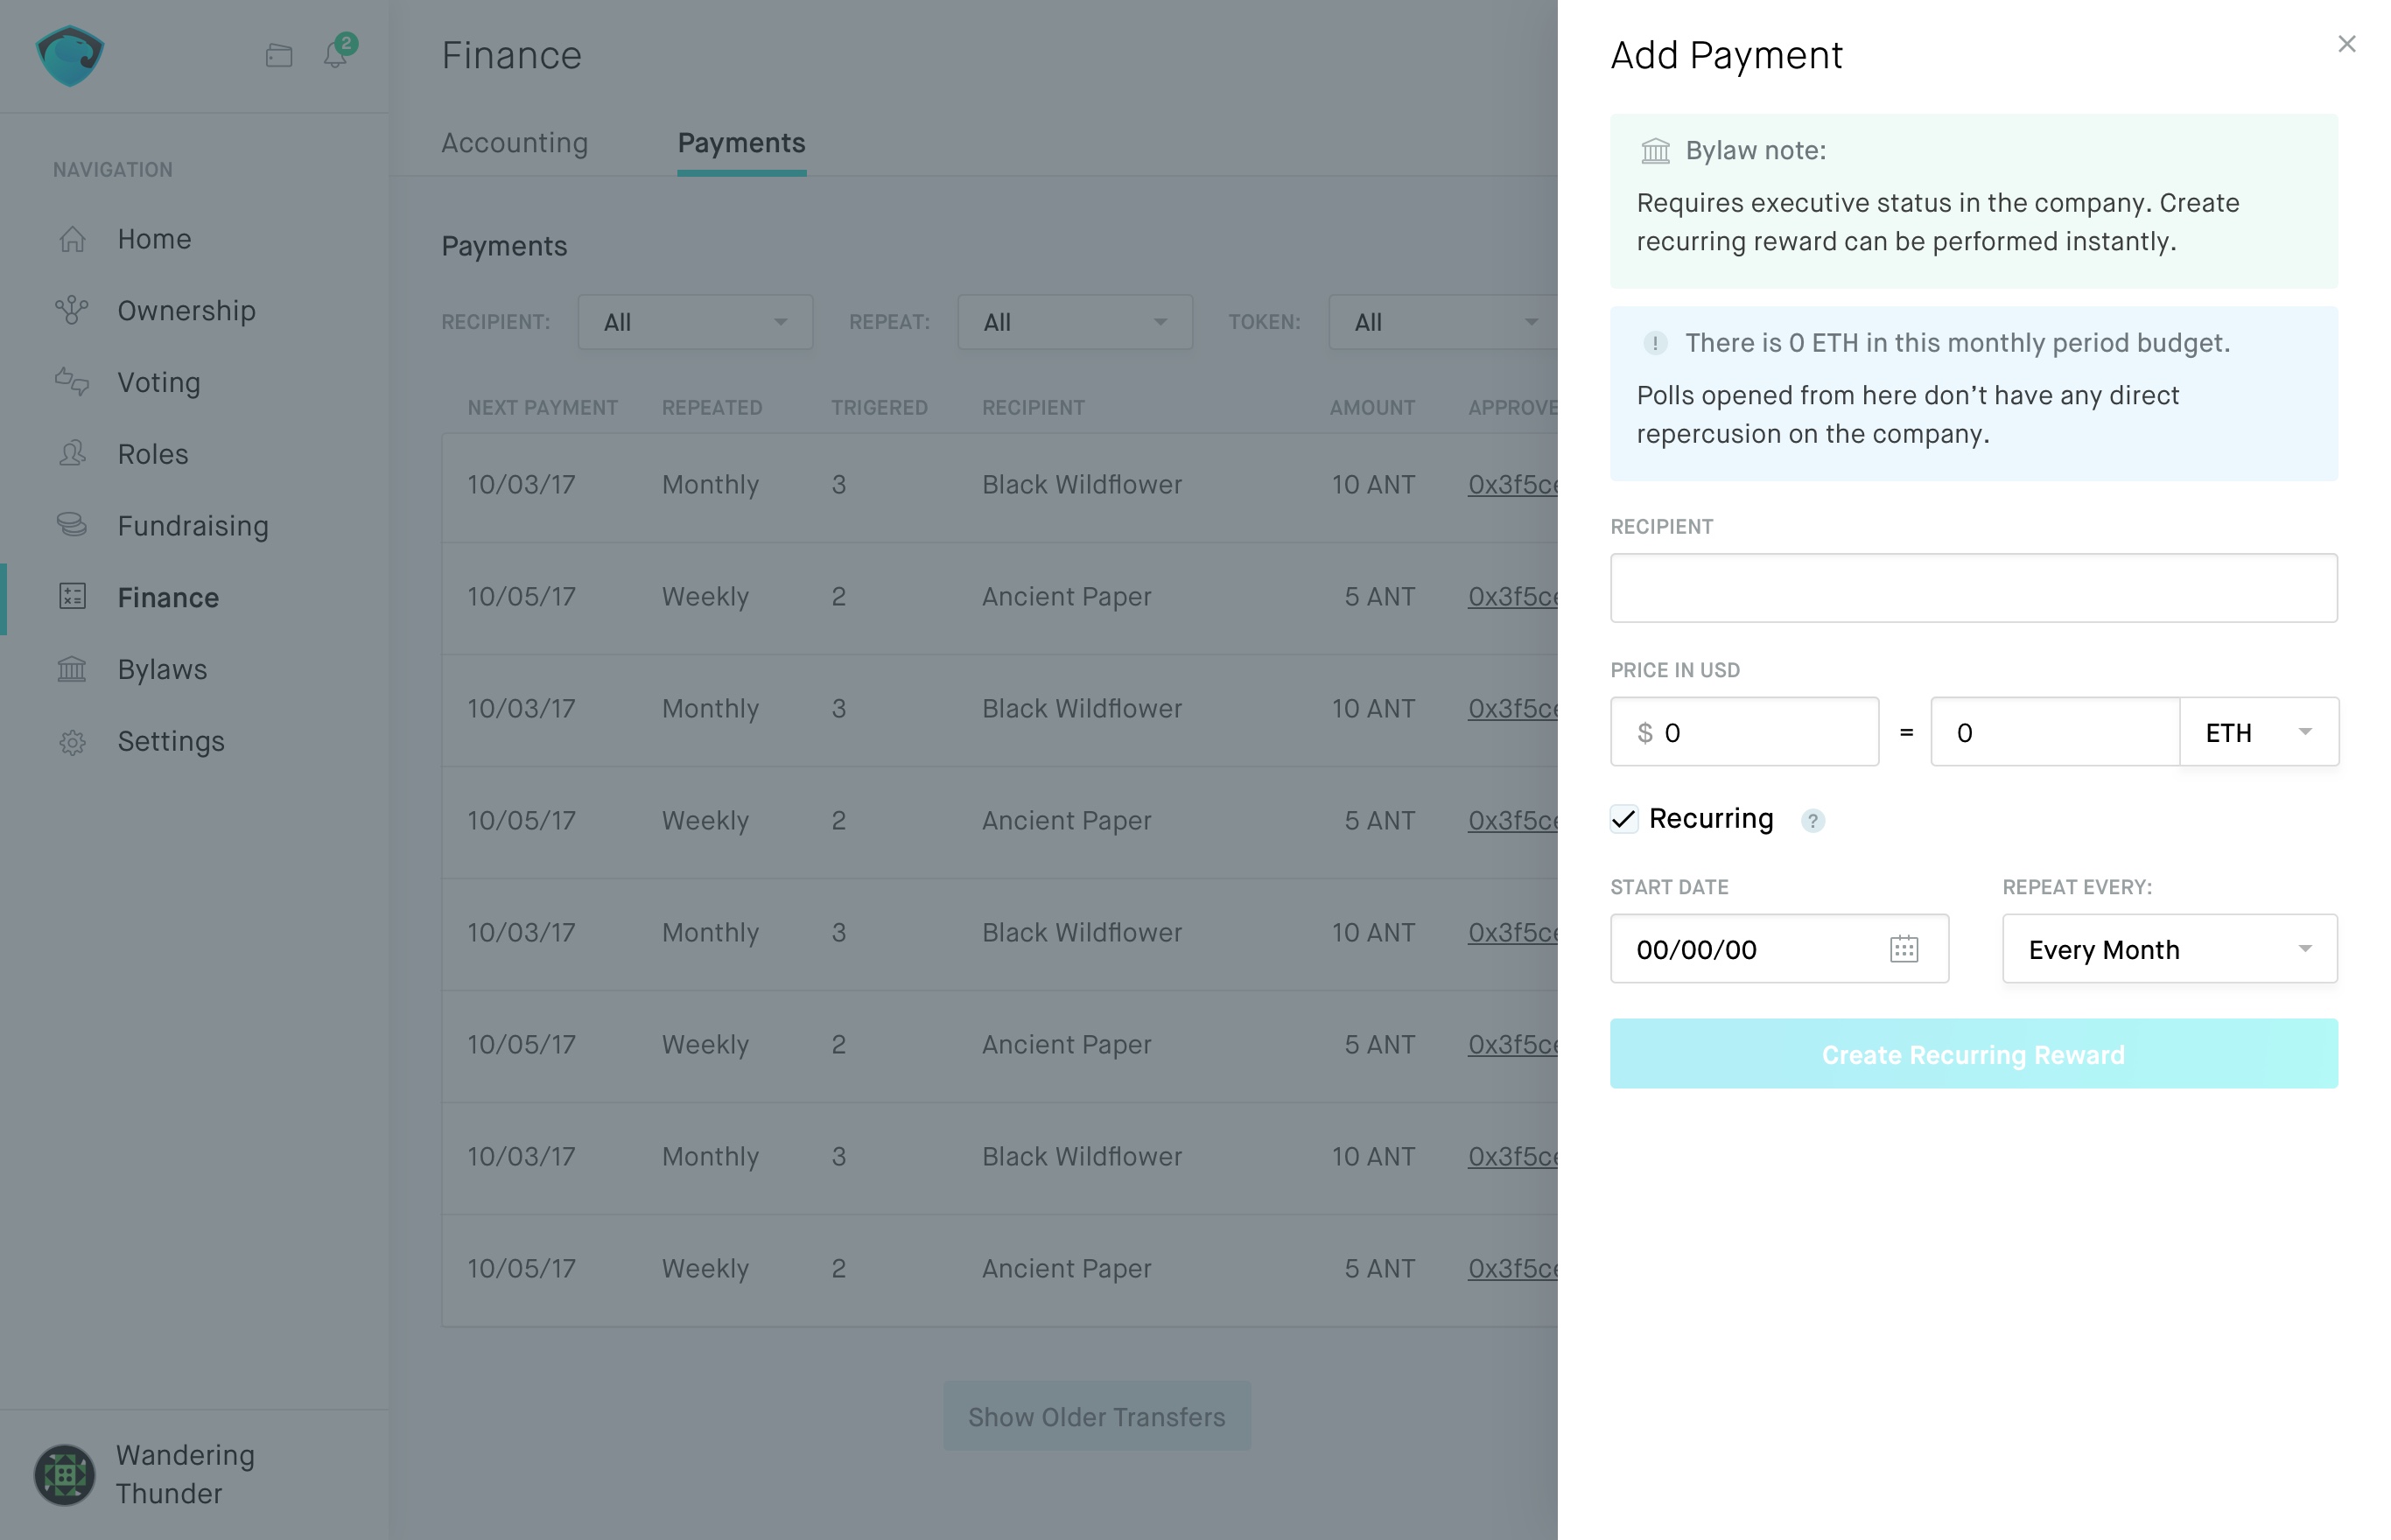 2
NAVIGATION
Home
Ownership
Voting
Roles
Fundraising
Finance
Bylaws
Settings
Wandering
Thunder
Finance
Accounting Payments
Payments
RECIPIENT: All REPEAT: All TOKEN: All
NEXT PAYMENT REPEATED TRIGERED RECIPIENT AMOUNT APPROVE
10/03/17 Monthly 3 Black Wildflower 10 ANT 0x3f5ce
10/05/17 Weekly 2 Ancient Paper 5 ANT 0x3f5ce
10/03/17 Monthly 3 Black Wildflower 10 ANT 0x3f5ce
10/05/17 Weekly 2 Ancient Paper 5 ANT 0x3f5ce
10/03/17 Monthly 3 Black Wildflower 10 ANT 0x3f5ce
10/05/17 Weekly 2 Ancient Paper 5 ANT 0x3f5ce
10/03/17 Monthly 3 Black Wildflower 10 ANT 0x3f5ce
10/05/17 Weekly 2 Ancient Paper 5 ANT 0x3f5ce
Show Older Transfers
Add Payment
Bylaw note:
Requires executive status in the company. Create
recurring reward can be performed instantly.
! There is 0 ETH in this monthly period budget.
Polls opened from here don’t have any direct
repercusion on the company.
RECIPIENT
PRICE IN USD
$ 0 = 0 ETH
Recurring ?
START DATE REPEAT EVERY:
00/00/00 Every Month
Create Recurring Reward